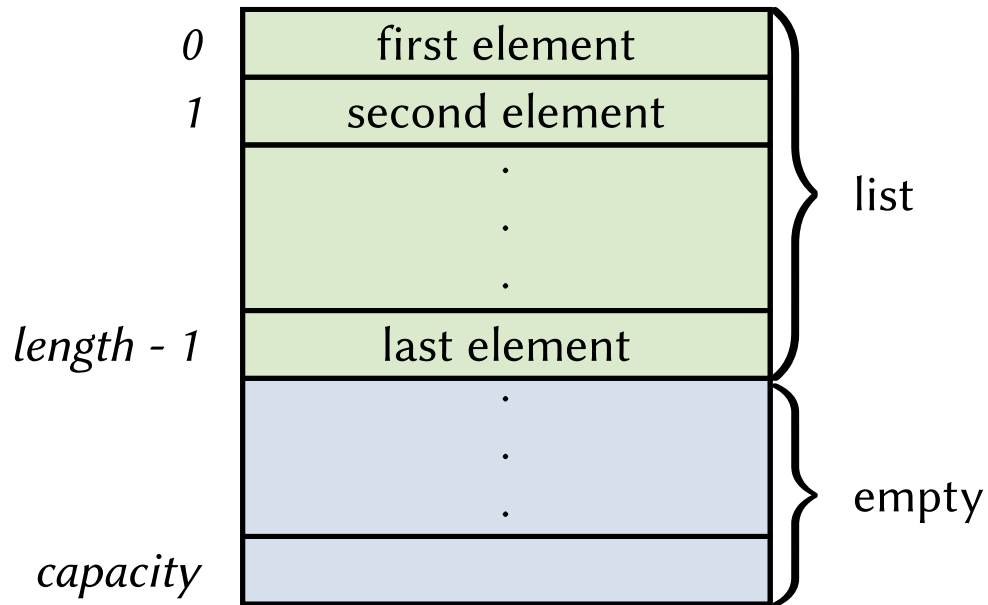 0 first element
1 second element
.
.
.
list
length - 1 last element
.
.
.
empty
capacity